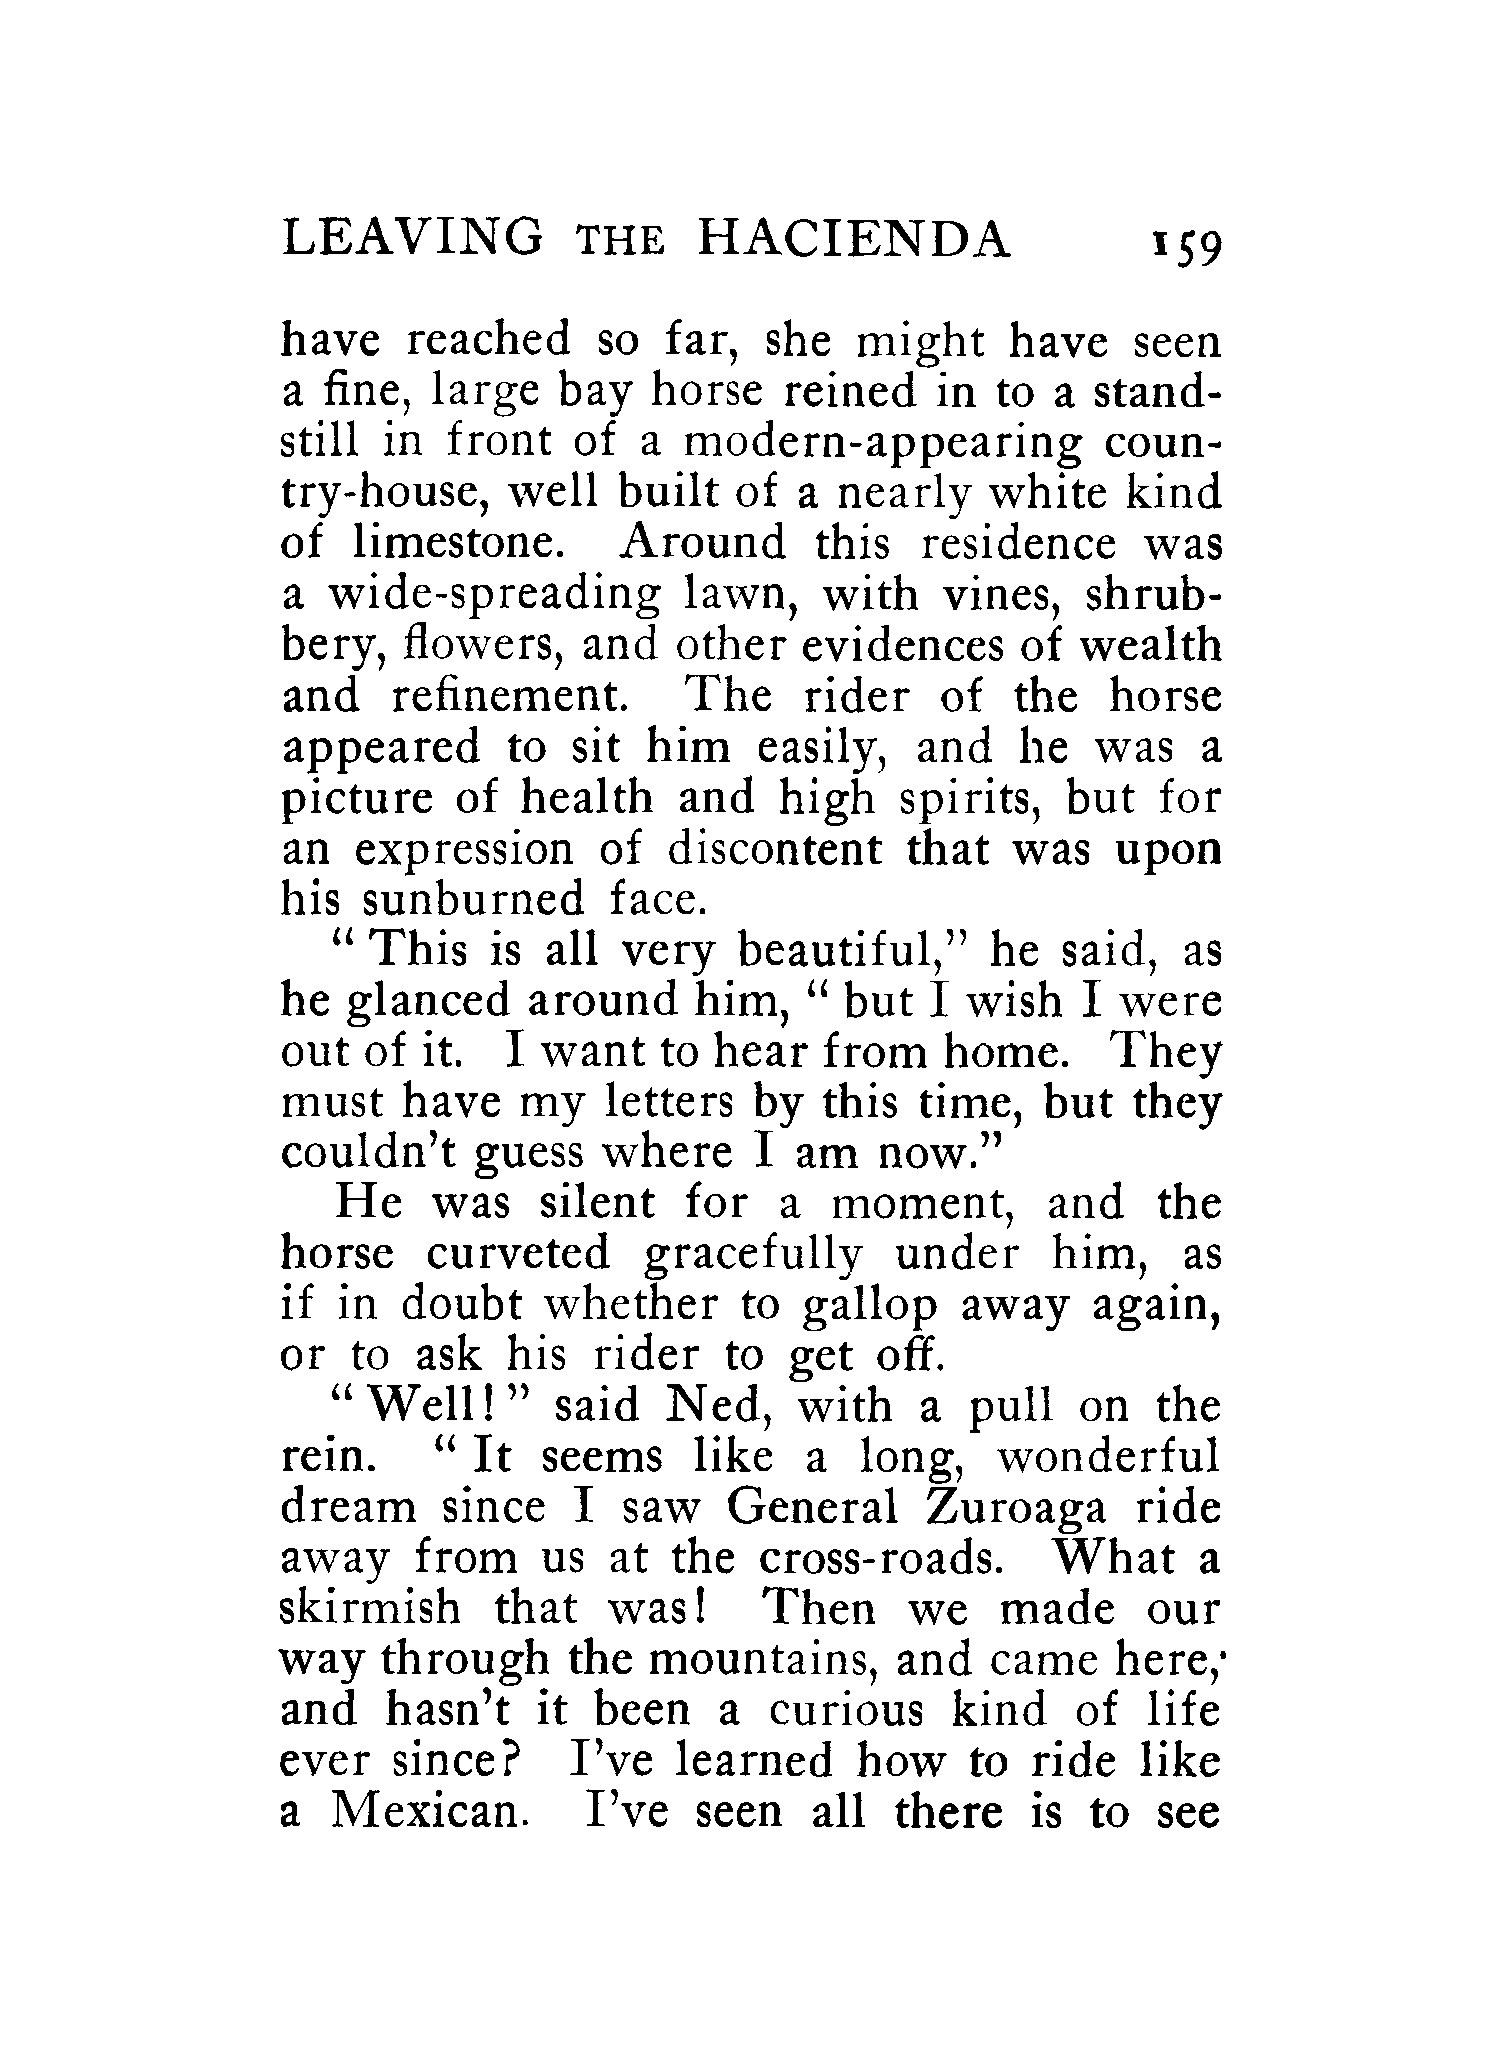 LEAVING THE HACIENDA 159
have reached so far, she might have seen
a fine, large bay horse reined in to a stand-
still in front of a modern-appearing coun-
try-house, well built of a nearly white kind
of limestone. Around this residence was
a wide-spreading lawn, with vines, shrub-
bery, flowers, and other evidences of wealth
and refinement. The rider of the horse
appeared to sit him easily, and he was a
picture of health and high spirits, but for
an expression of discontent that was upon
his sunburned face.
“ This is all very beautiful,” he said, as
he glanced around him, “ but I wish I were
out of it. I want to hear from home. They
must have my letters by this time, but they
couldn’t guess where I am now.”
He was silent for a moment, and the
horse curveted gracefully under him, as
if in doubt whether to gallop away again,
or to ask his rider to get off.
“ Well! ” said Ned, with a pull on the
rein. “ It seems like a long, wonderful
dream since I saw General Zuroaga ride
away from us at the cross-roads. What a
skirmish that was! Then we made our
way through the mountains, and came here,
and hasn’t it been a curious kind of life
ever since? I’ve learned how to ride like
a Mexican. I’ve seen all there is to see